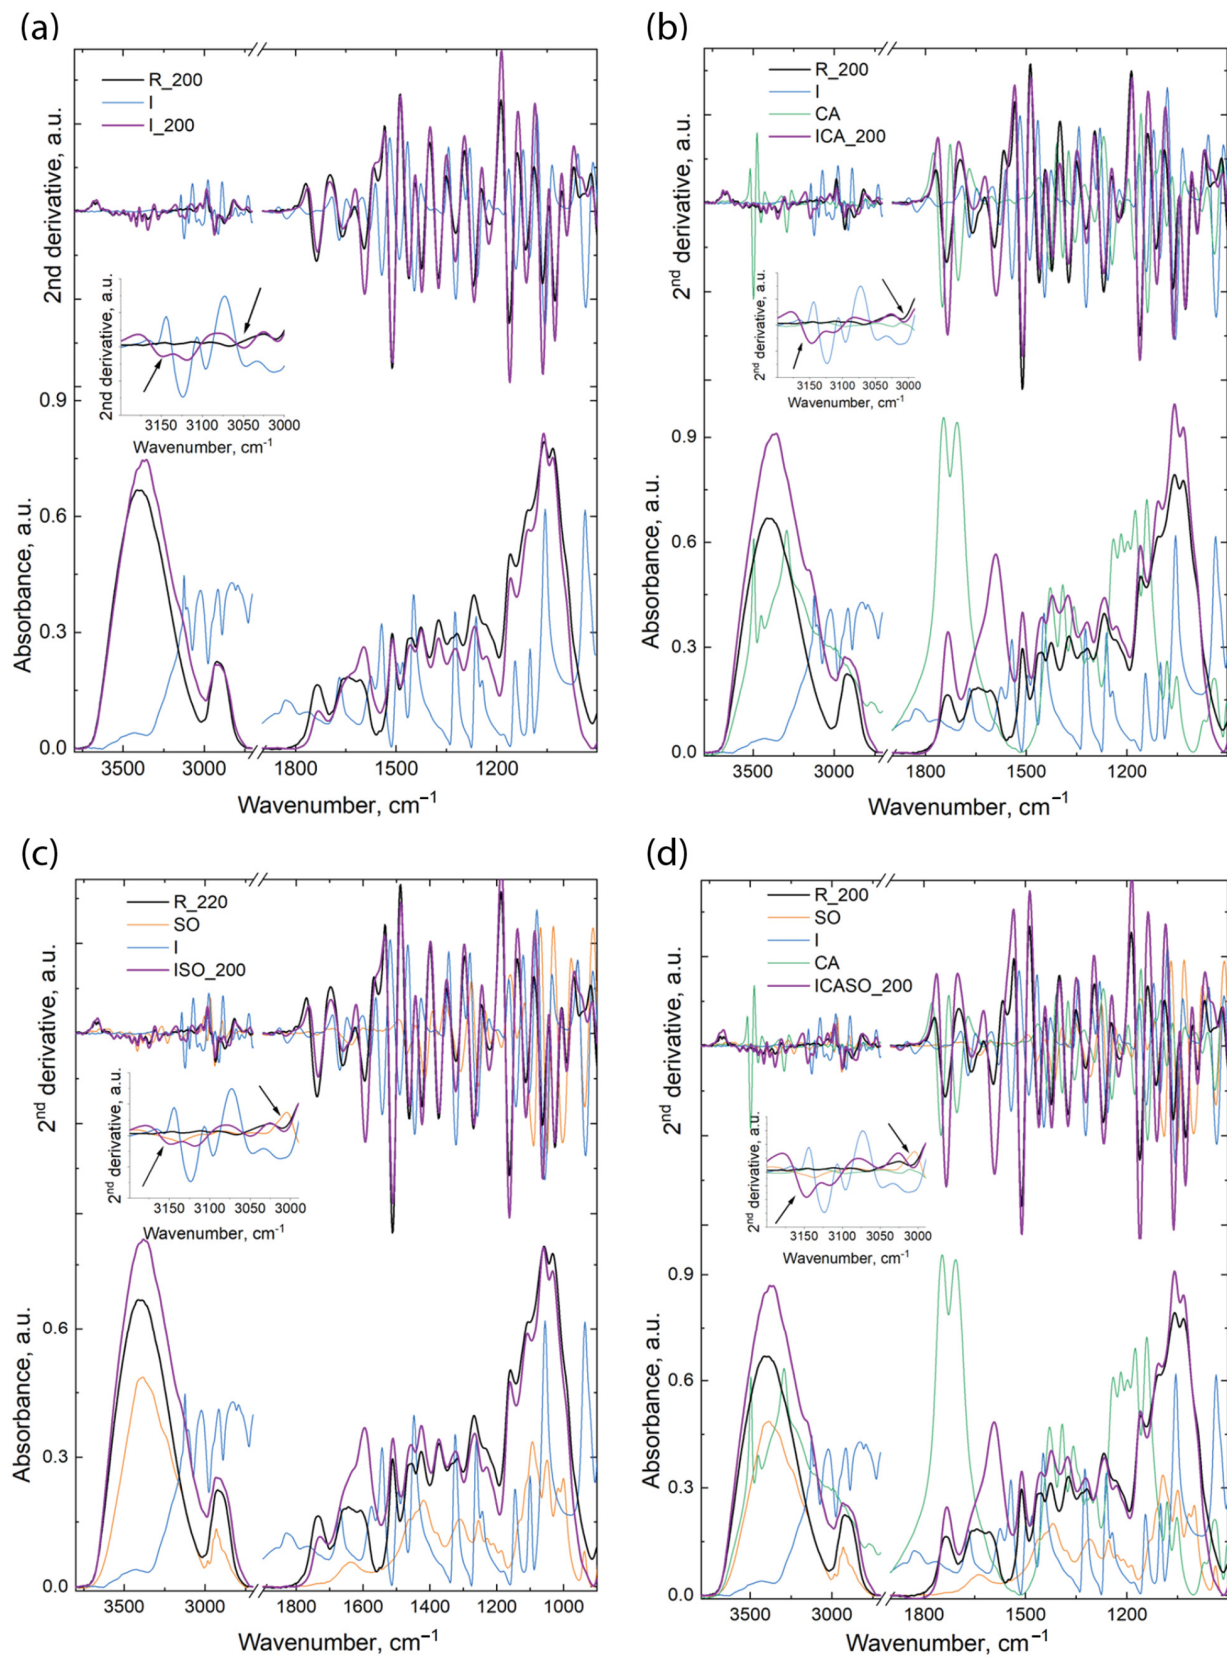 (a)
R_200
I
I_200
2nd derivative, a.u.
2nd derivative, a.u.
3150 3100 3050 3000
Wavenumber, cm-1
0.9
0.6
0.3
0.0
Absorbance, a.u.
3500 3000 1800 1500 1200
Wavenumber, cm−1
(b)
R_200
I
CA
ICA_200
2nd derivative, a.u.
2nd derivative, a.u.
3150 3100 3050 3000
Wavenumber, cm-1
0.9
0.6
0.3
0.0
Absorbance, a.u.
3500 3000 1800 1500 1200
Wavenumber, cm−1
(c)
R_220
SO
I
ISO_200
2nd derivative, a.u.
2nd derivative, a.u.
3150 3100 3050 3000
Wavenumber, cm-1
0.6
0.3
0.0
Absorbance, a.u.
3500 3000 1800 1600 1400 1200 1000
Wavenumber, cm−1
(d)
R_200
SO
I
CA
ICASO_200
2nd derivative, a.u.
2nd derivative, a.u.
3150 3100 3050 3000
Wavenumber, cm-1
0.9
0.6
0.3
0.0
Absorbance, a.u.
3500 3000 1800 1500 1200
Wavenumber, cm−1